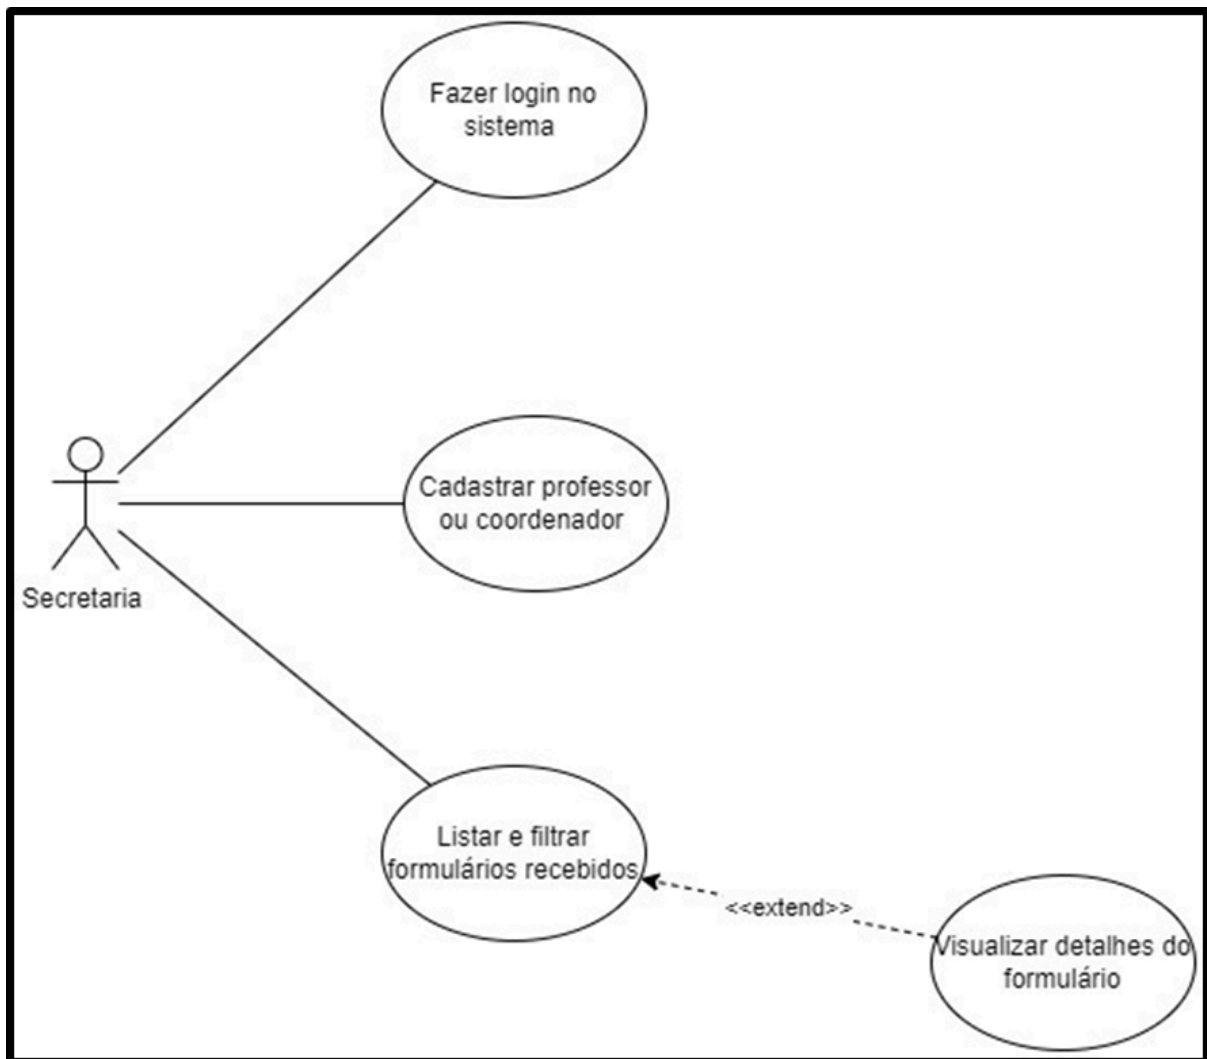 Fazer login no
sistema
Cadastrar professor
ou coordenador
Secretaria
Listar e filtrar
formulários recebidos
<<extend>>
Visualizar detalhes do
formulário